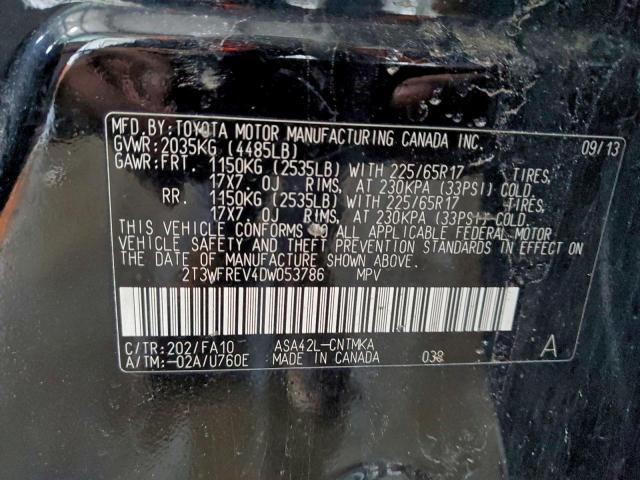 MFD.BY:TOYOTA MOTOR MANUFACTURING CANADA INC.
GVWR:2035KG (4485LB) 09/13
GAWR:FRT. 1150KG (2535LB) WITH 225/65R17 TIRES,
17X7.0J RIMS, AT 230KPA (33PSI) COLD
RR. 1150KG (2535LB) WITH 225/65R17 TIRES,
17X7.0J RIMS, AT 230KPA (33PSI) COLD.
THIS VEHICLE CONFORMS TO ALL APPLICABLE FEDERAL MOTOR
VEHICLE SAFETY AND THEFT PREVENTION STANDARDS IN EFFECT ON
THE DATE OF MANUFACTURE SHOWN ABOVE.
2T3WFREV4DW053786 MPV
C/TR:202/FA10 ASA42L-CNTMKA A
A/TM:-02A/U760E MADE IN CANADA 038